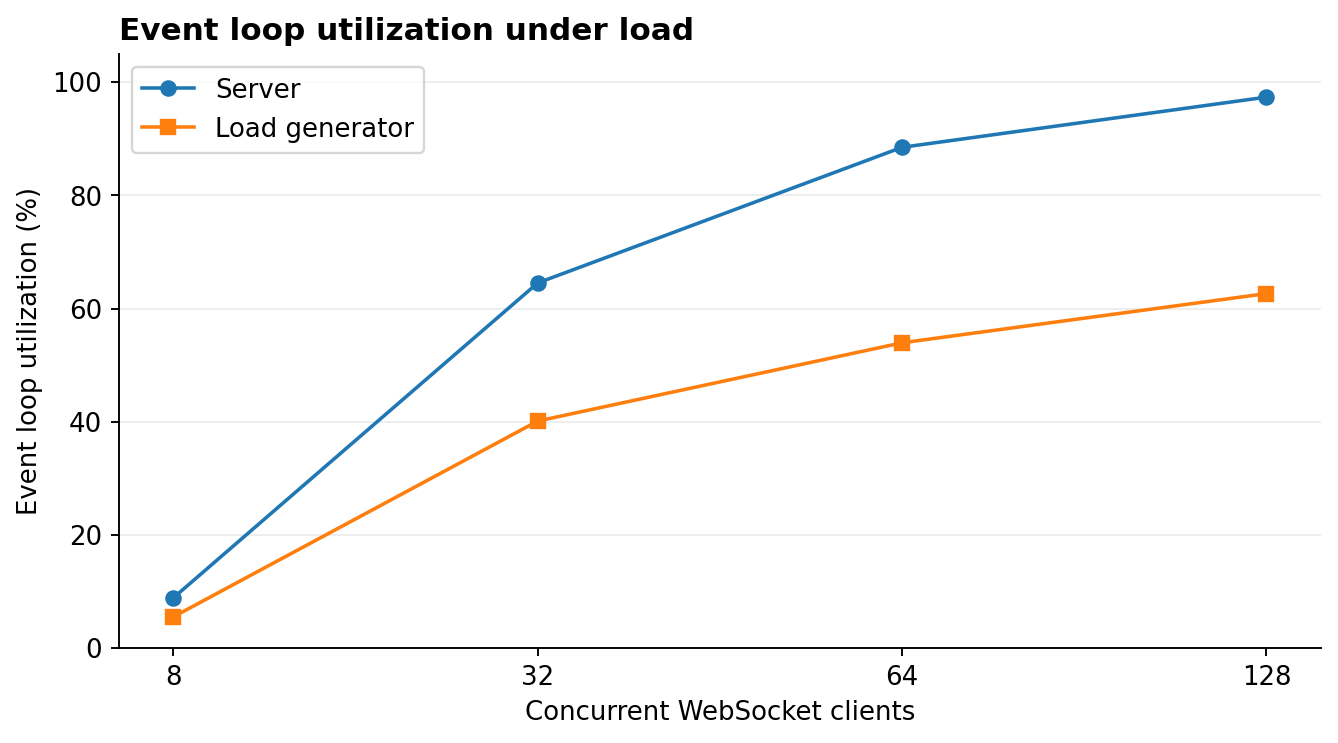 Event loop utilization under load
Server
Load generator
Event loop utilization (%)
100
80
60
40
20
0
8 32 64 128
Concurrent WebSocket clients